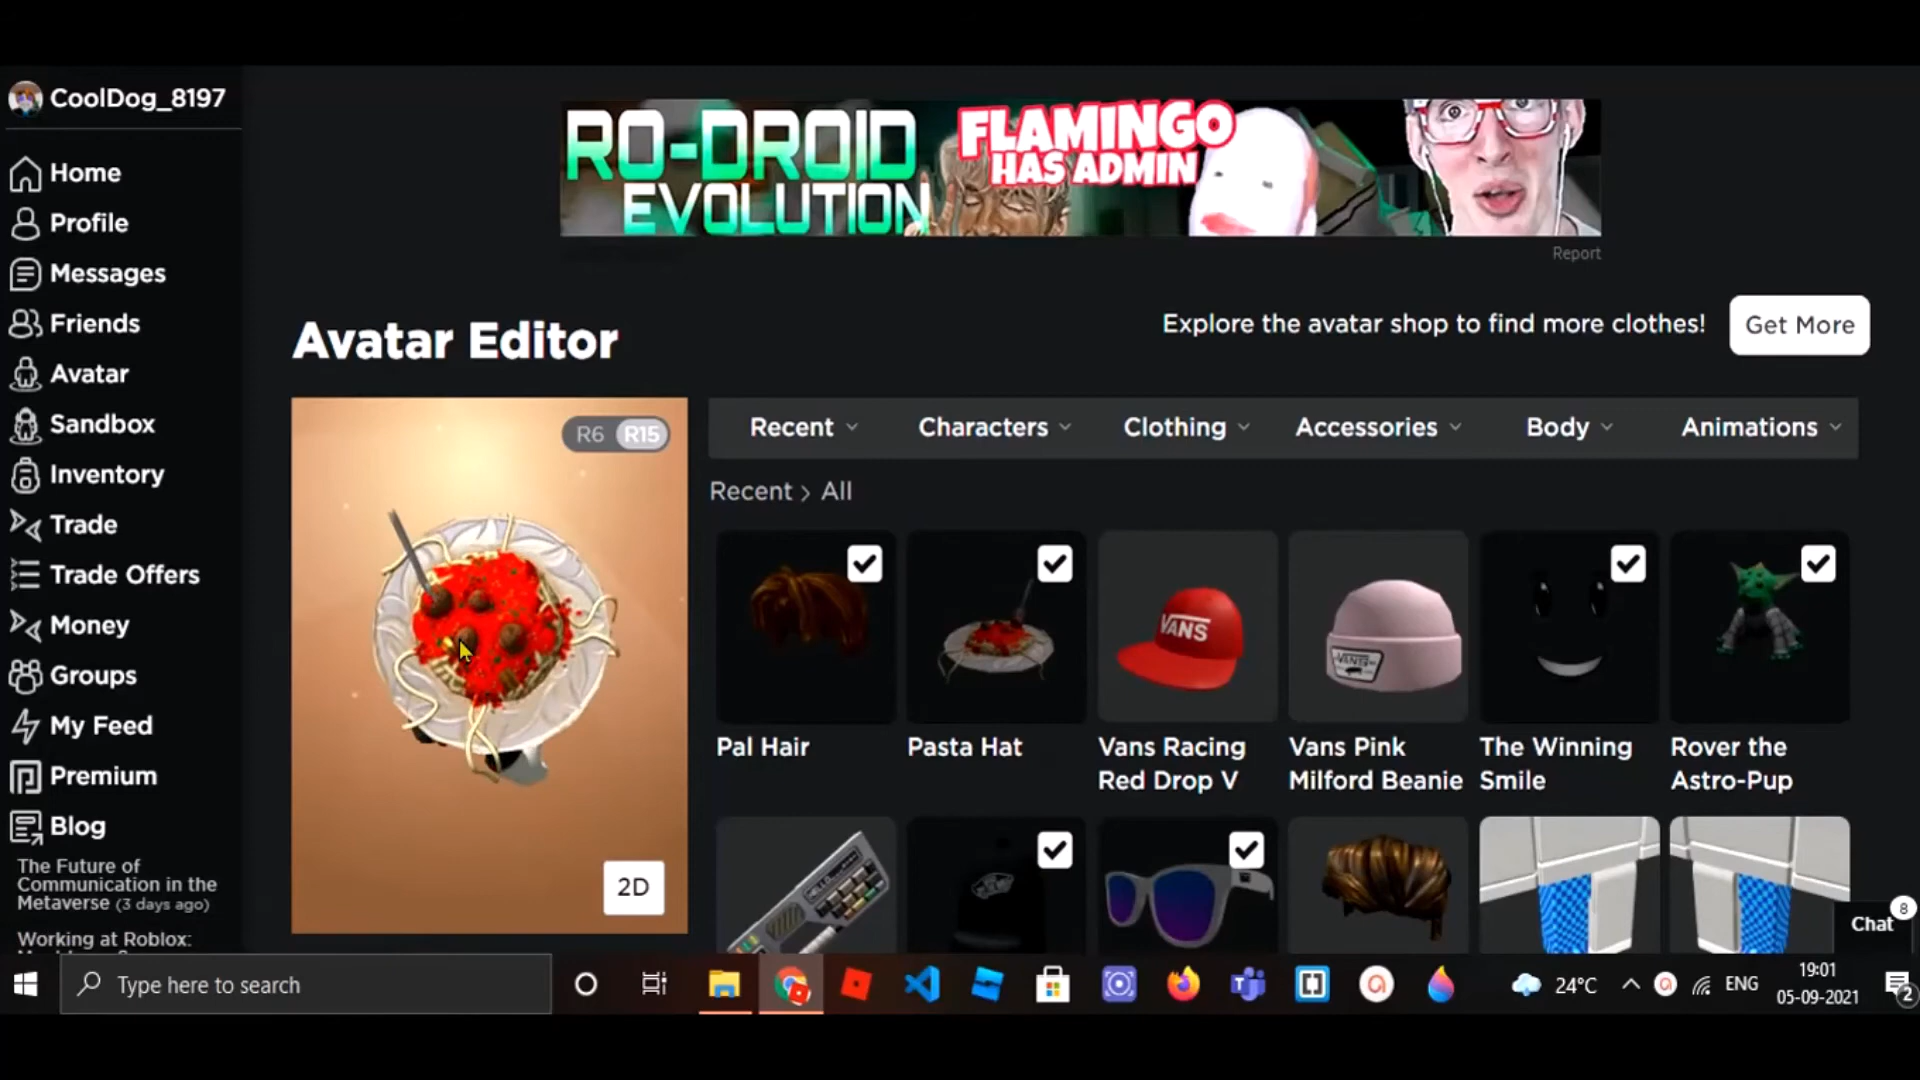 CoolDog_8197
Home
Profile
Messages
Friends
Avatar
Sandbox
Inventory
Trade
Trade Offers
Money
Groups
My Feed
Premium
Blog
The Future of
Communication in the
Metaverse (3 days ago)
Working at Roblox:
RO-DROID
EVOLUTION
FLAMINGO
HAS ADMIN
Report
Avatar Editor
Explore the avatar shop to find more clothes!
Get More
R6 R15
2D
Recent Characters Clothing Accessories Body Animations
Recent > All
VANS
Pal Hair
Pasta Hat
Vans Racing
Red Drop V
Vans Pink
Milford Beanie
The Winning
Smile
Rover the
Astro-Pup
Chat
8
Type here to search
24°C
ENG
19:01
05-09-2021
2